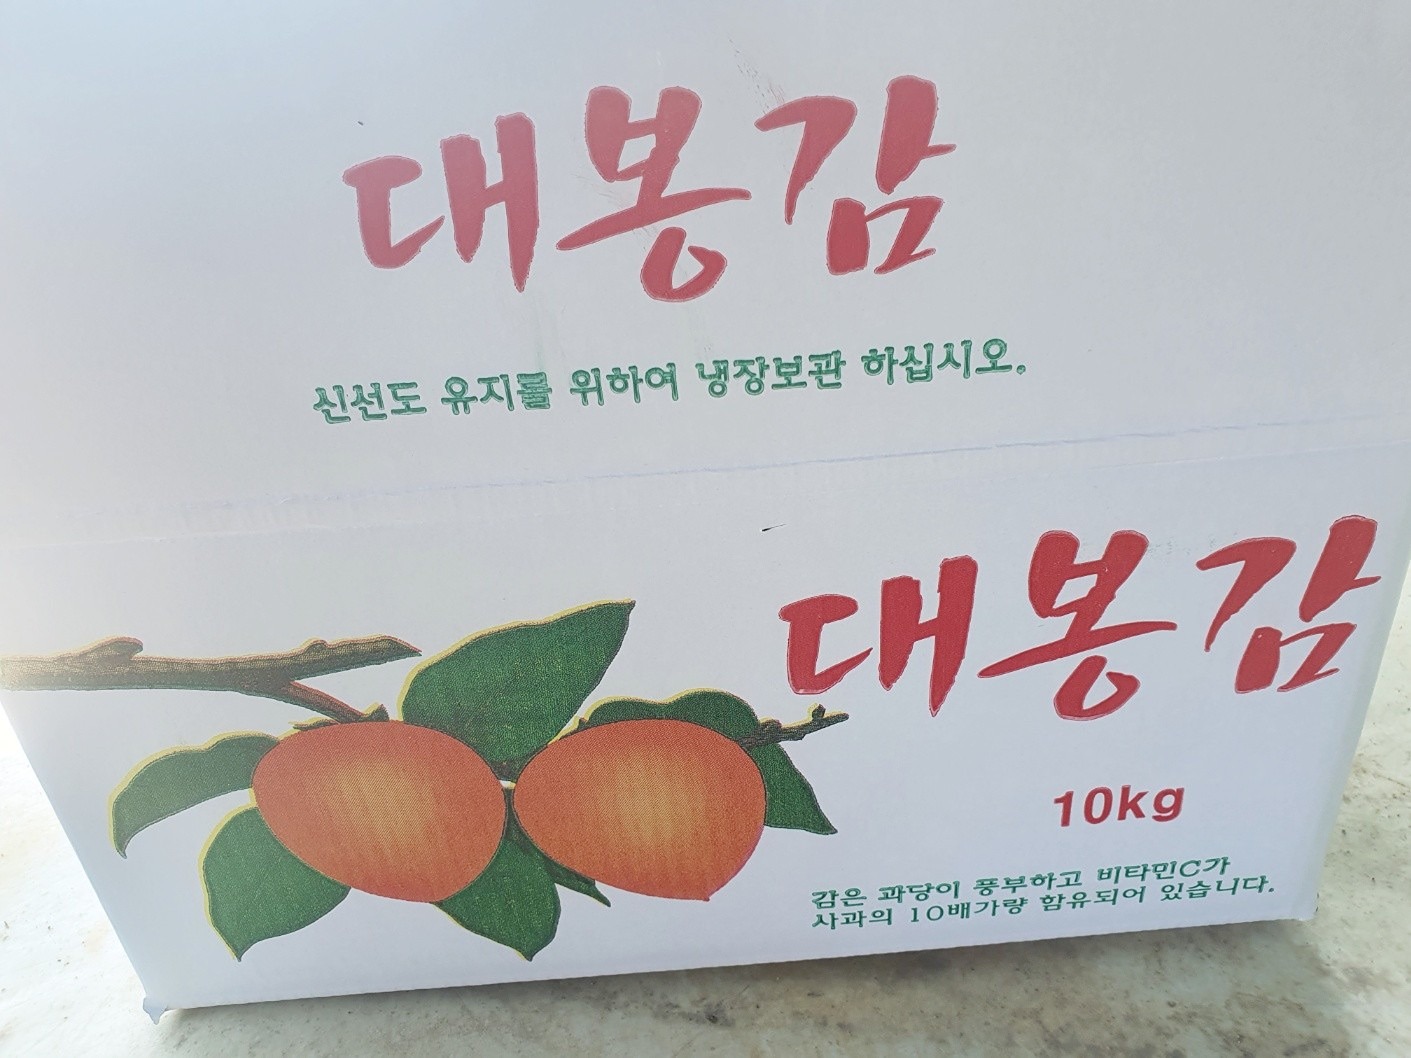 대봉감
신선도 유지를 위하여 냉장보관 하십시오.
대봉감
10kg
감은 과당이 풍부하고 비타민C가
사과의 10배가량 함유되어 있습니다.